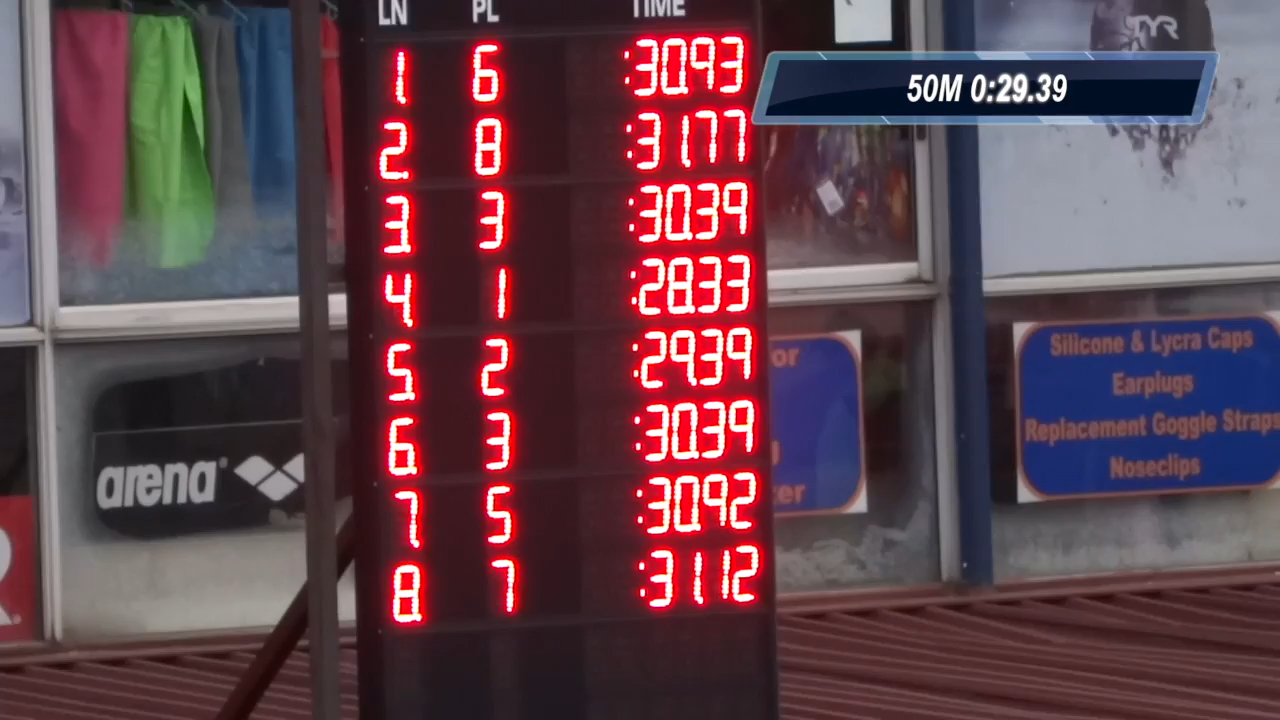 LN PL TIME
1 6 :30.93
2 8 :31.77
3 3 :30.39
4 1 :28.33
5 2 :29.39
6 3 :30.39
7 5 :30.92
8 7 :31.12
50M 0:29.39
TYR
arena
or
er
Silicone & Lycra Caps
Earplugs
Replacement Goggle Straps
Noseclips
R